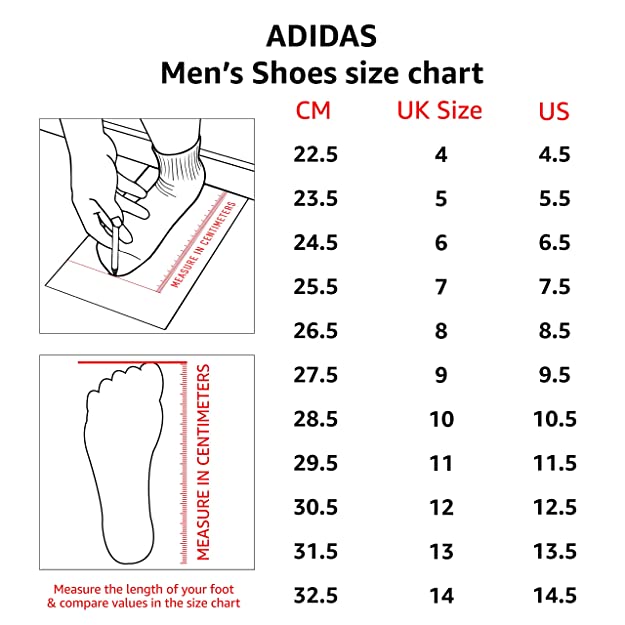 ADIDAS
Men's Shoes size chart
CM UK Size US
22.5 4 4.5
23.5 5 5.5
24.5 6 6.5
25.5 7 7.5
26.5 8 8.5
27.5 9 9.5
28.5 10 10.5
29.5 11 11.5
30.5 12 12.5
31.5 13 13.5
32.5 14 14.5
MEASURE IN CENTIMETERS
MEASURE IN CENTIMETERS
Measure the length of your foot
& compare values in the size chart